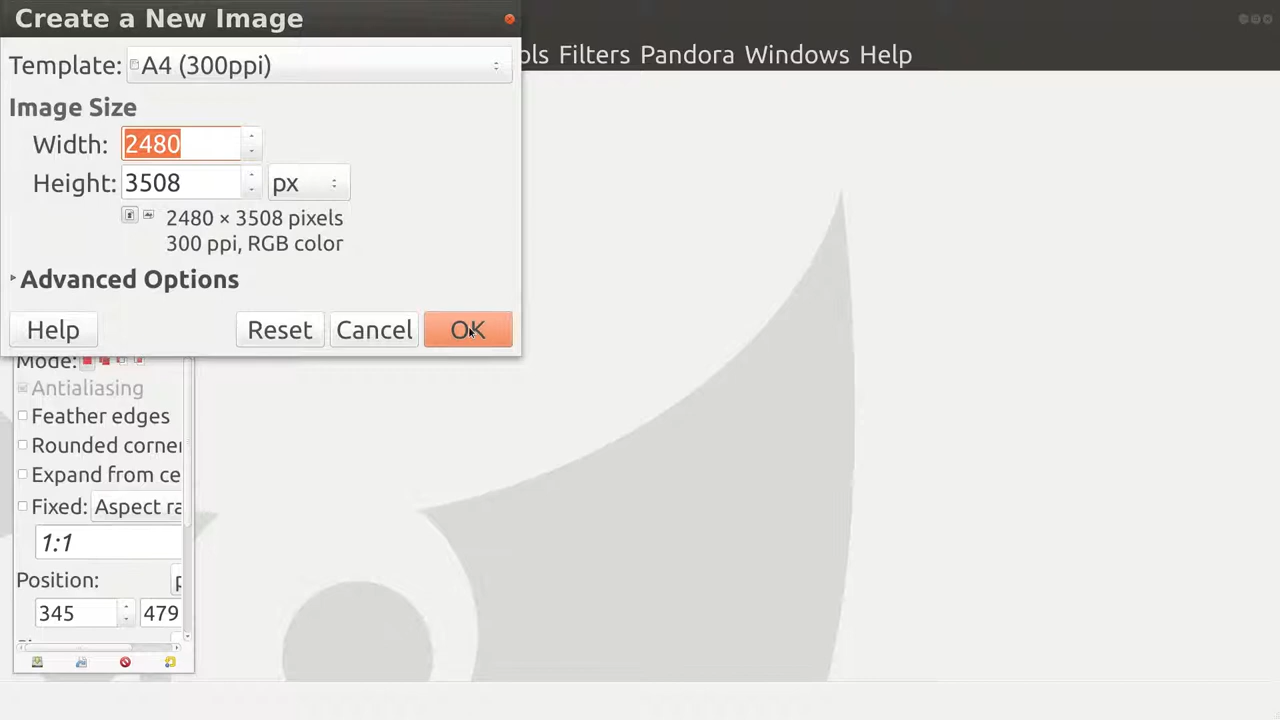 Create a New Image
ols Filters Pandora Windows Help
Template: A4 (300ppi)
Image Size
Width: 2480
Height: 3508 px
2480 × 3508 pixels
300 ppi, RGB color
Advanced Options
Help Reset Cancel OK
Mode:
Antialiasing
Feather edges
Rounded corner
Expand from ce
Fixed: Aspect ra
1:1
Position: p
345 479